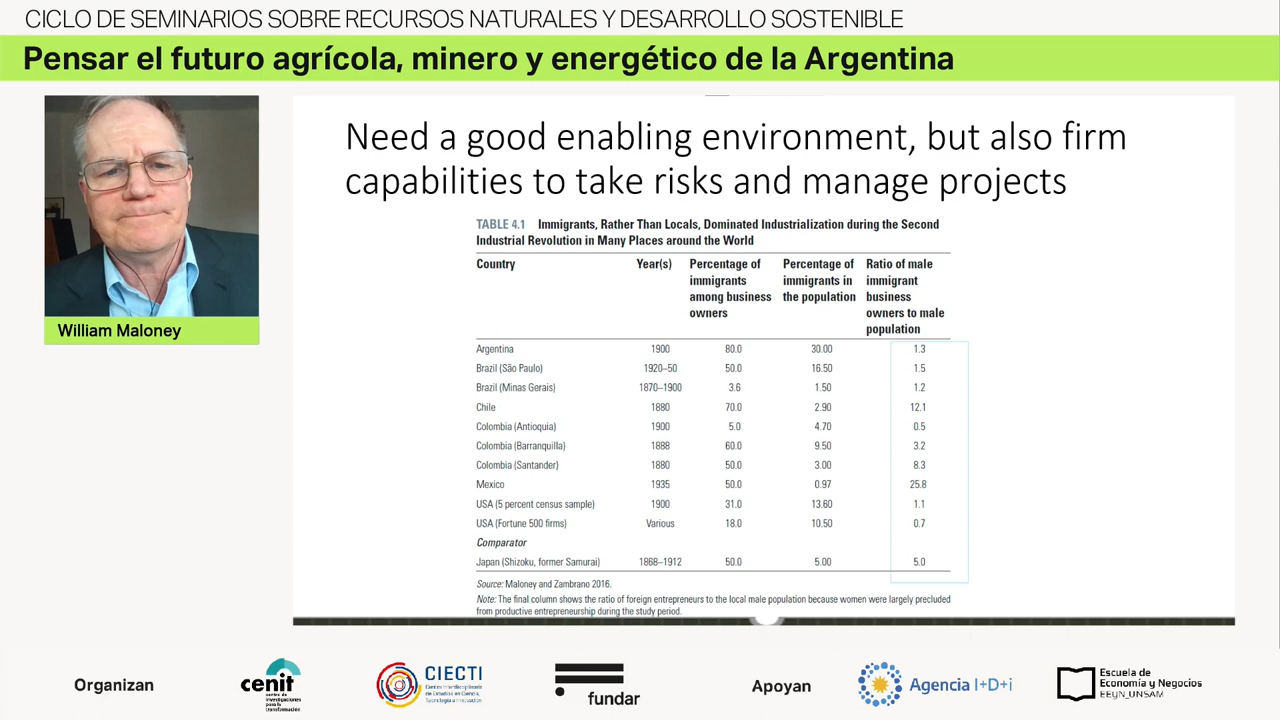 CICLO DE SEMINARIOS SOBRE RECURSOS NATURALES Y DESARROLLO SOSTENIBLE
Pensar el futuro agrícola, minero y energético de la Argentina
William Maloney
Need a good enabling environment, but also firm
capabilities to take risks and manage projects
TABLE 4.1 Immigrants, Rather Than Locals, Dominated Industrialization during the Second
Industrial Revolution in Many Places around the World
Country Year(s) Percentage of immigrants among business owners Percentage of immigrants in the population Ratio of male immigrant business owners to male population
Argentina 1900 80.0 30.00 1.3
Brazil (São Paulo) 1920–50 50.0 16.50 1.5
Brazil (Minas Gerais) 1870–1900 3.6 1.50 1.2
Chile 1880 70.0 2.90 12.1
Colombia (Antioquia) 1900 5.0 4.70 0.5
Colombia (Barranquilla) 1888 60.0 9.50 3.2
Colombia (Santander) 1880 50.0 3.00 8.3
Mexico 1935 50.0 0.97 25.8
USA (5 percent census sample) 1900 31.0 13.60 1.1
USA (Fortune 500 firms) Various 18.0 10.50 0.7
Comparator
Japan (Shizoku, former Samurai) 1868–1912 50.0 5.00 5.0
Source: Maloney and Zambrano 2016.
Note: The final column shows the ratio of foreign entrepreneurs to the local male population because women were largely precluded
from productive entrepreneurship during the study period.
Organizan
cenit
centro de
investigaciones
para la
transformación
CIECTI
Centro Interdisciplinario
de Estudios en Ciencia,
Tecnología e Innovación
fundar
Apoyan
Agencia I+D+i
Escuela de
Economía y Negocios
EEYN_UNSAM